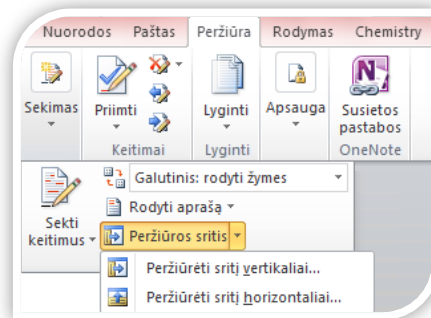 Nuorodos Paštas Peržiūra Rodymas Chemistry
Sekimas Priimti Lyginti Apsauga Susietos pastabos
Keitimai Lyginti OneNote
Galutinis: rodyti žymes
Rodyti aprašą
Sekti keitimus
Peržiūros sritis
Peržiūrėti sritį vertikaliai...
Peržiūrėti sritį horizontaliai...